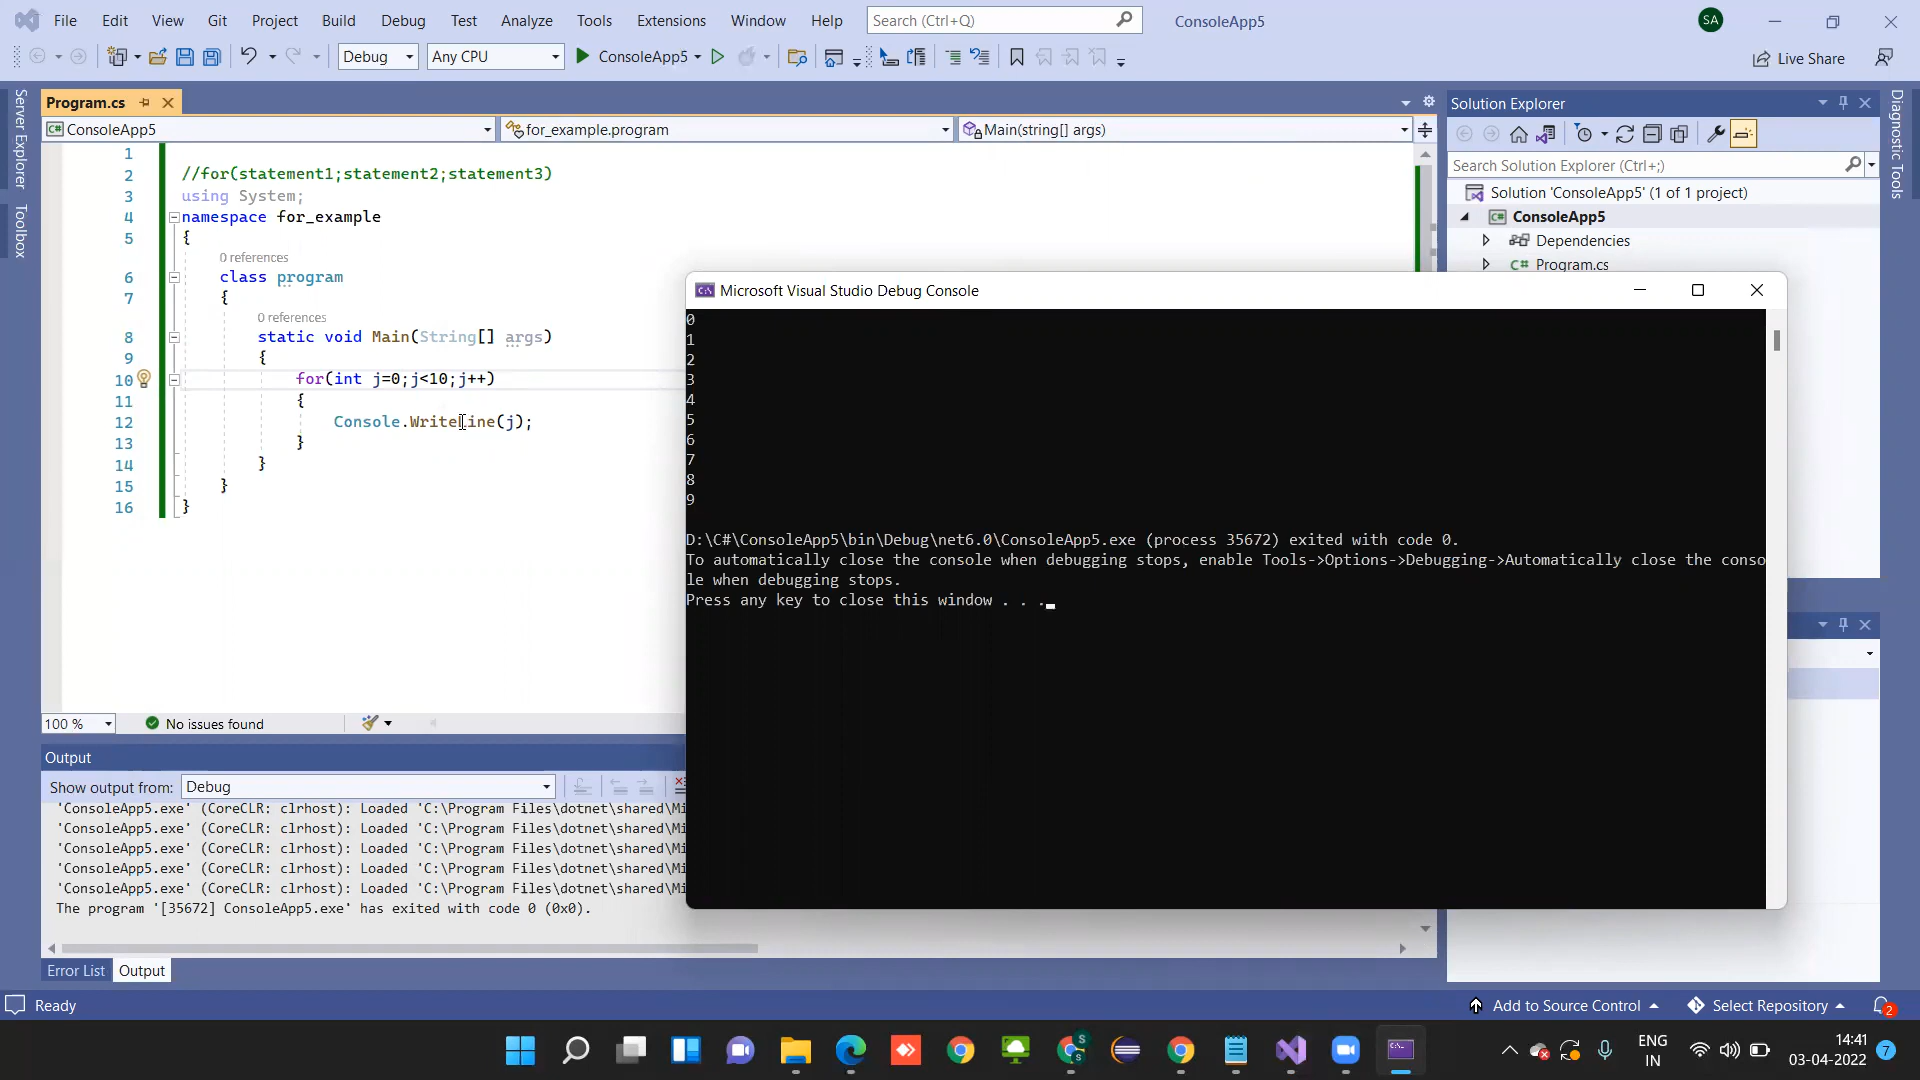 File Edit View Git Project Build Debug Test Analyze Tools Extensions Window Help Search (Ctrl+Q) ConsoleApp5 SA
Debug Any CPU ConsoleApp5 Live Share
Server Explorer
Toolbox
Program.cs
ConsoleApp5 for_example.program Main(string[] args)
1
2 //for(statement1;statement2;statement3)
3 using System;
4 namespace for_example
5 {
0 references
6 class program
7 {
0 references
8 static void Main(String[] args)
9 {
10 for(int j=0;j<10;j++)
11 {
12 Console.WriteLine(j);
13 }
14 }
15 }
16 }
100 % No issues found
Solution Explorer
Search Solution Explorer (Ctrl+;)
Solution 'ConsoleApp5' (1 of 1 project)
ConsoleApp5
Dependencies
C# Program.cs
Diagnostic Tools
Microsoft Visual Studio Debug Console
0
1
2
3
4
5
6
7
8
9
D:\C#\ConsoleApp5\bin\Debug\net6.0\ConsoleApp5.exe (process 35672) exited with code 0.
To automatically close the console when debugging stops, enable Tools->Options->Debugging->Automatically close the conso
le when debugging stops.
Press any key to close this window . . .
Output
Show output from: Debug
'ConsoleApp5.exe' (CoreCLR: clrhost): Loaded 'C:\Program Files\dotnet\shared\Mi
'ConsoleApp5.exe' (CoreCLR: clrhost): Loaded 'C:\Program Files\dotnet\shared\Mi
'ConsoleApp5.exe' (CoreCLR: clrhost): Loaded 'C:\Program Files\dotnet\shared\Mi
'ConsoleApp5.exe' (CoreCLR: clrhost): Loaded 'C:\Program Files\dotnet\shared\Mi
'ConsoleApp5.exe' (CoreCLR: clrhost): Loaded 'C:\Program Files\dotnet\shared\Mi
The program '[35672] ConsoleApp5.exe' has exited with code 0 (0x0).
Error List Output
Ready Add to Source Control Select Repository 2
ENG
IN
14:41
03-04-2022
7